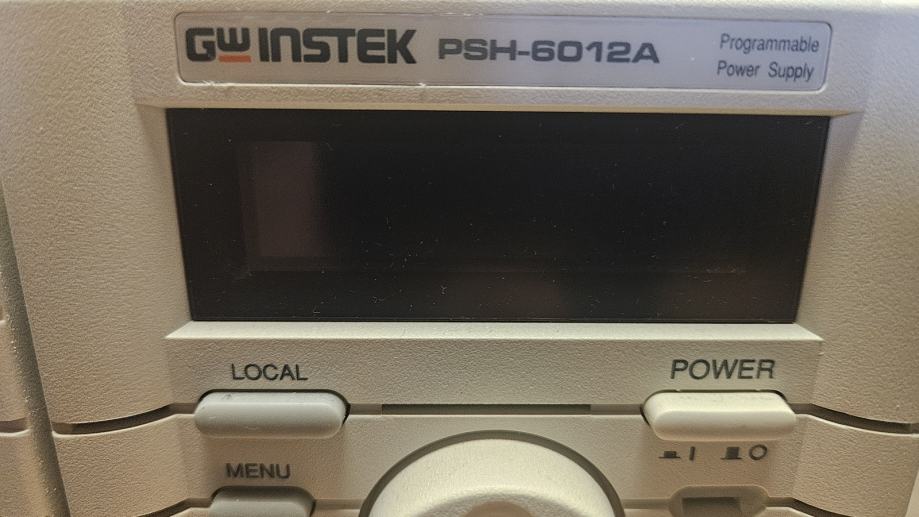 GW INSTEK PSH-6012A
Programmable
Power Supply
LOCAL
POWER
MENU